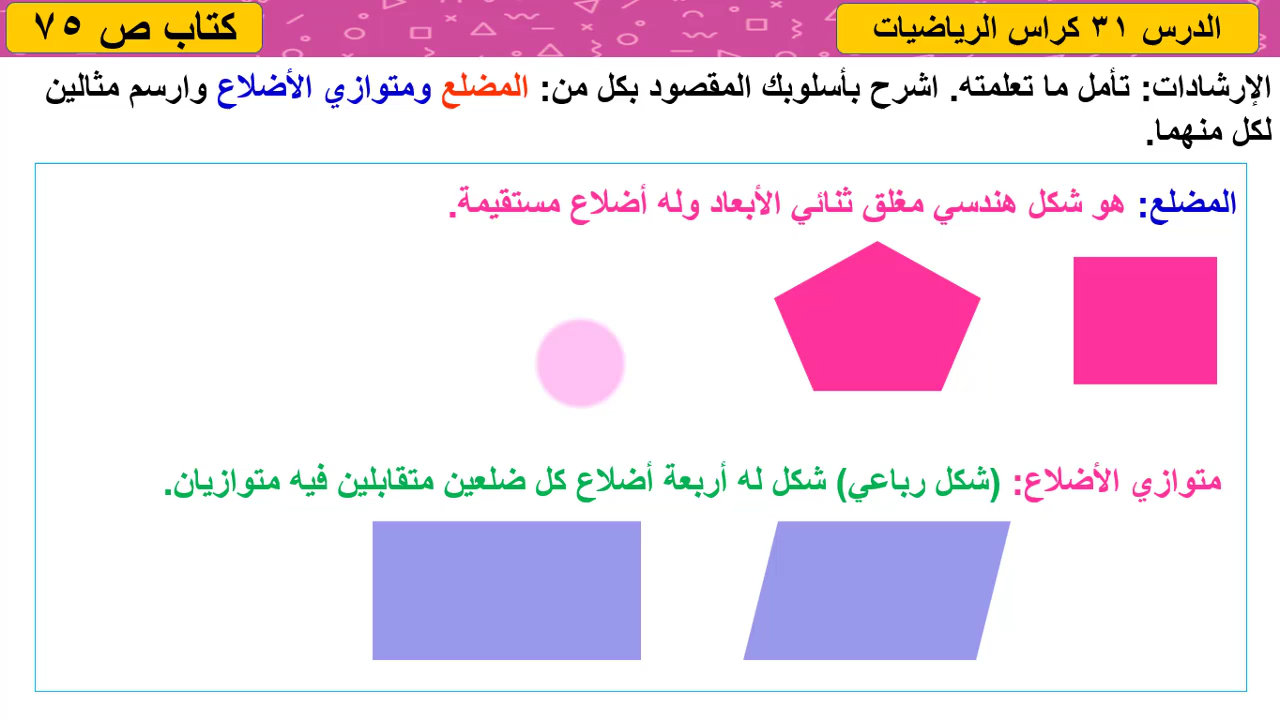 الدرس ٣١ كراس الرياضيات
كتاب ص ٧٥
الإرشادات: تأمل ما تعلمته. اشرح بأسلوبك المقصود بكل من: المضلع ومتوازي الأضلاع وارسم مثالين
لكل منهما.
المضلع: هو شكل هندسي مغلق ثنائي الأبعاد وله أضلاع مستقيمة.
متوازي الأضلاع: (شكل رباعي) شكل له أربعة أضلاع كل ضلعين متقابلين فيه متوازيان.